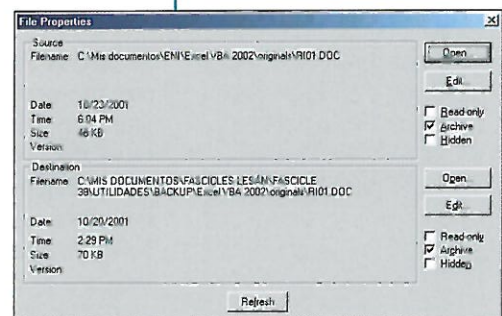 File Properties
Source
Filename C:\Mis documentos\ENI\Excel VBA 2002\originals\RI01.DOC
Open
Edit
Date: 10/23/2001
Time: 6:04 PM
Size 46 KB
Version:
Read-only
Archive
Hidden
Destination
Filename C:\MIS DOCUMENTOS\FASCICLES LESAN\FASCICLE
39\UTILIDADES\BACKUP\Excel VBA 2002\originals\RI01.DOC
Open...
Edit
Date: 10/20/2001
Time: 2:29 PM
Size 70 KB
Version:
Read-only
Archive
Hidden
Refresh